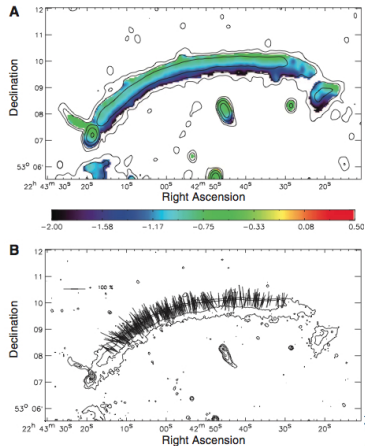 A
12
11
10
09
08
07
53° 06'
Declination
22ʰ 43ᵐ 30ˢ 20ˢ 10ˢ 42ᵐ 50ˢ 40ˢ 30ˢ 20ˢ
Right Ascension
−2.00 −1.58 −1.17 −0.75 −0.33 0.08 0.50
B
12
11
10
09
08
07
53° 06'
100 %
Declination
22ʰ 43ᵐ 30ˢ 20ˢ 10ˢ 42ᵐ 50ˢ 40ˢ 30ˢ 20ˢ
Right Ascension